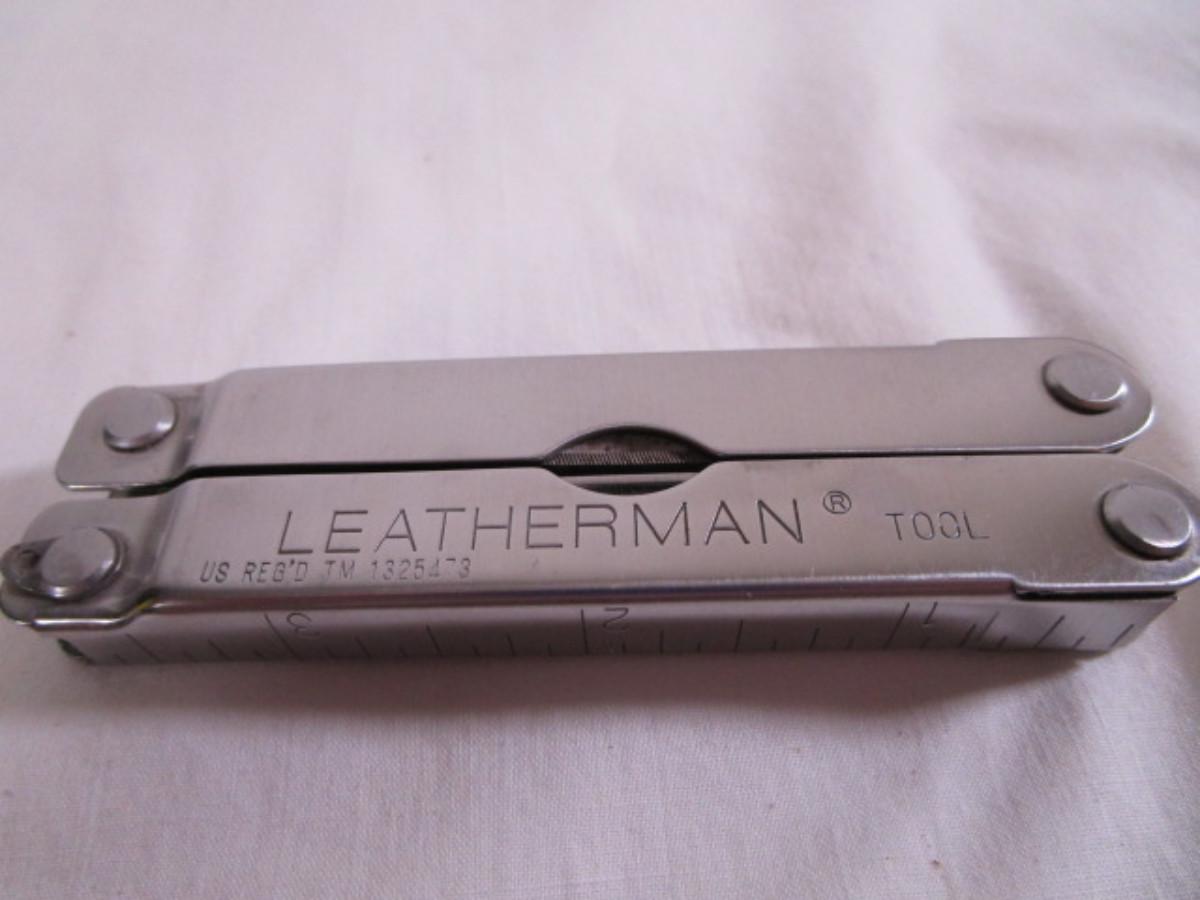 LEATHERMAN® TOOL
US REG'D TM 1325473
3 2 1